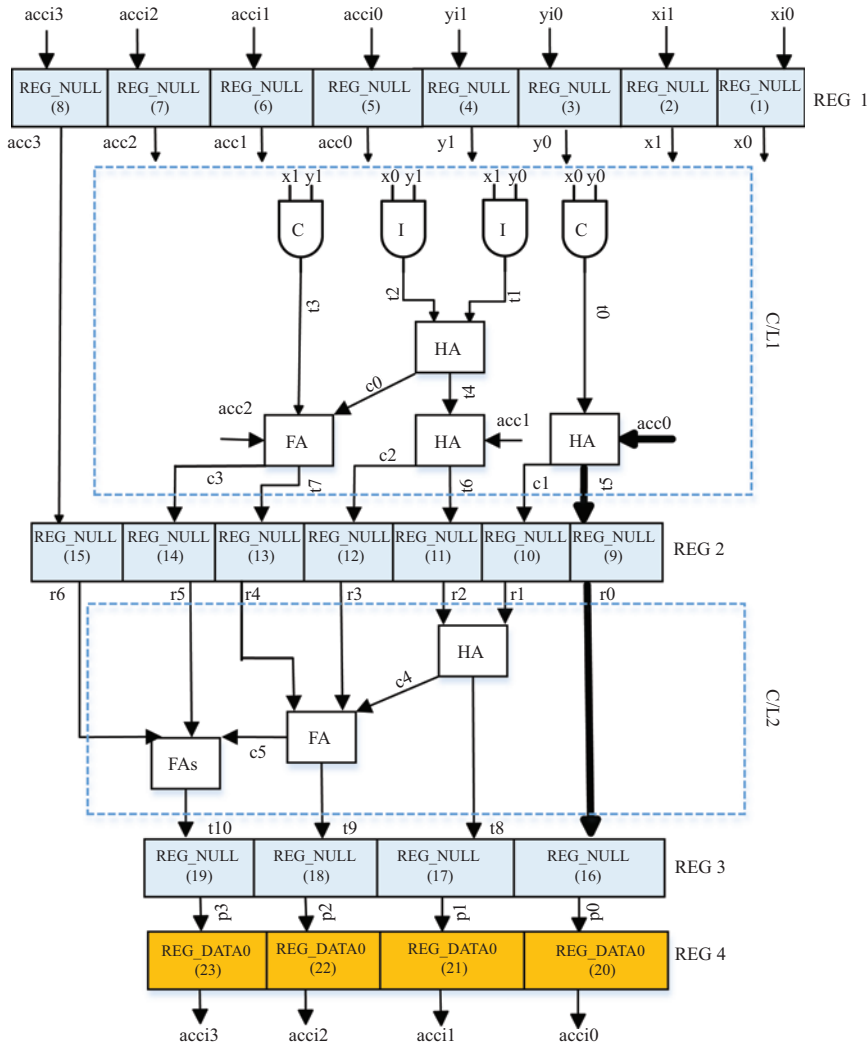 acci3 acci2 acci1 acci0 yi1 yi0 xi1 xi0
REG_NULL REG_NULL REG_NULL REG_NULL REG_NULL REG_NULL REG_NULL REG_NULL
(8) (7) (6) (5) (4) (3) (2) (1)
REG 1
acc3 acc2 acc1 acc0 y1 y0 x1 x0
x1 y1 x0 y1 x1 y0 x0 y0
C I I C
t3 t2 t1 t0
C/L1
HA
c0 t4
acc2 acc1 acc0
FA HA HA
c3 t7 c2 t6 c1 t5
REG_NULL REG_NULL REG_NULL REG_NULL REG_NULL REG_NULL REG_NULL
(15) (14) (13) (12) (11) (10) (9)
REG 2
r6 r5 r4 r3 r2 r1 r0
HA
c4
C/L2
FA
c5
FAs
t10 t9 t8
REG_NULL REG_NULL REG_NULL REG_NULL
(19) (18) (17) (16)
REG 3
p3 p2 p1 p0
REG_DATA0 REG_DATA0 REG_DATA0 REG_DATA0
(23) (22) (21) (20)
REG 4
acci3 acci2 acci1 acci0